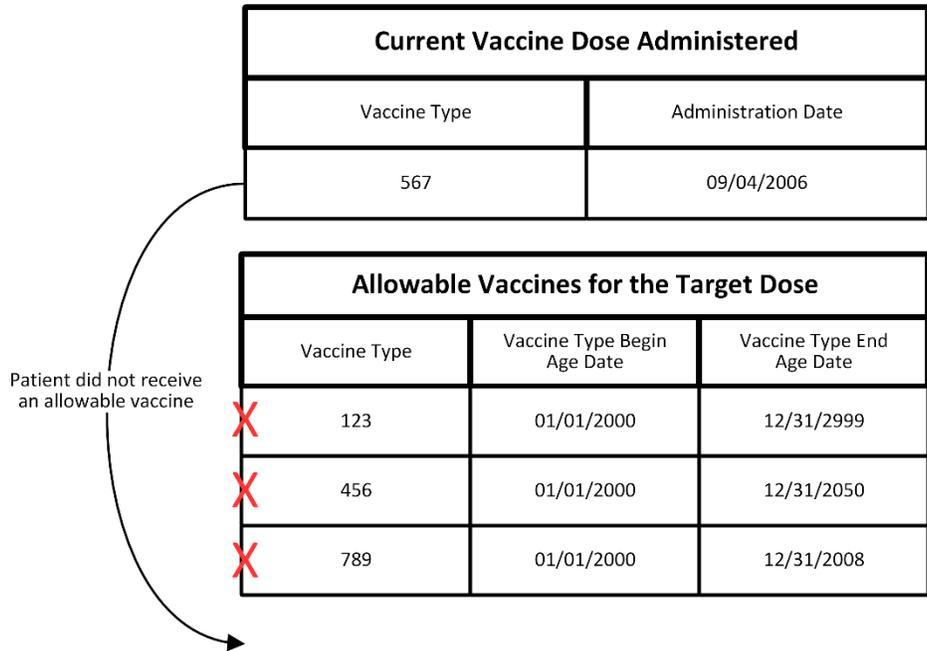 Current Vaccine Dose Administered
Vaccine Type
Administration Date
567
09/04/2006
Allowable Vaccines for the Target Dose
Vaccine Type
Vaccine Type Begin
Age Date
Vaccine Type End
Age Date
Patient did not receive
an allowable vaccine
X 123 01/01/2000 12/31/2999
X 456 01/01/2000 12/31/2050
X 789 01/01/2000 12/31/2008